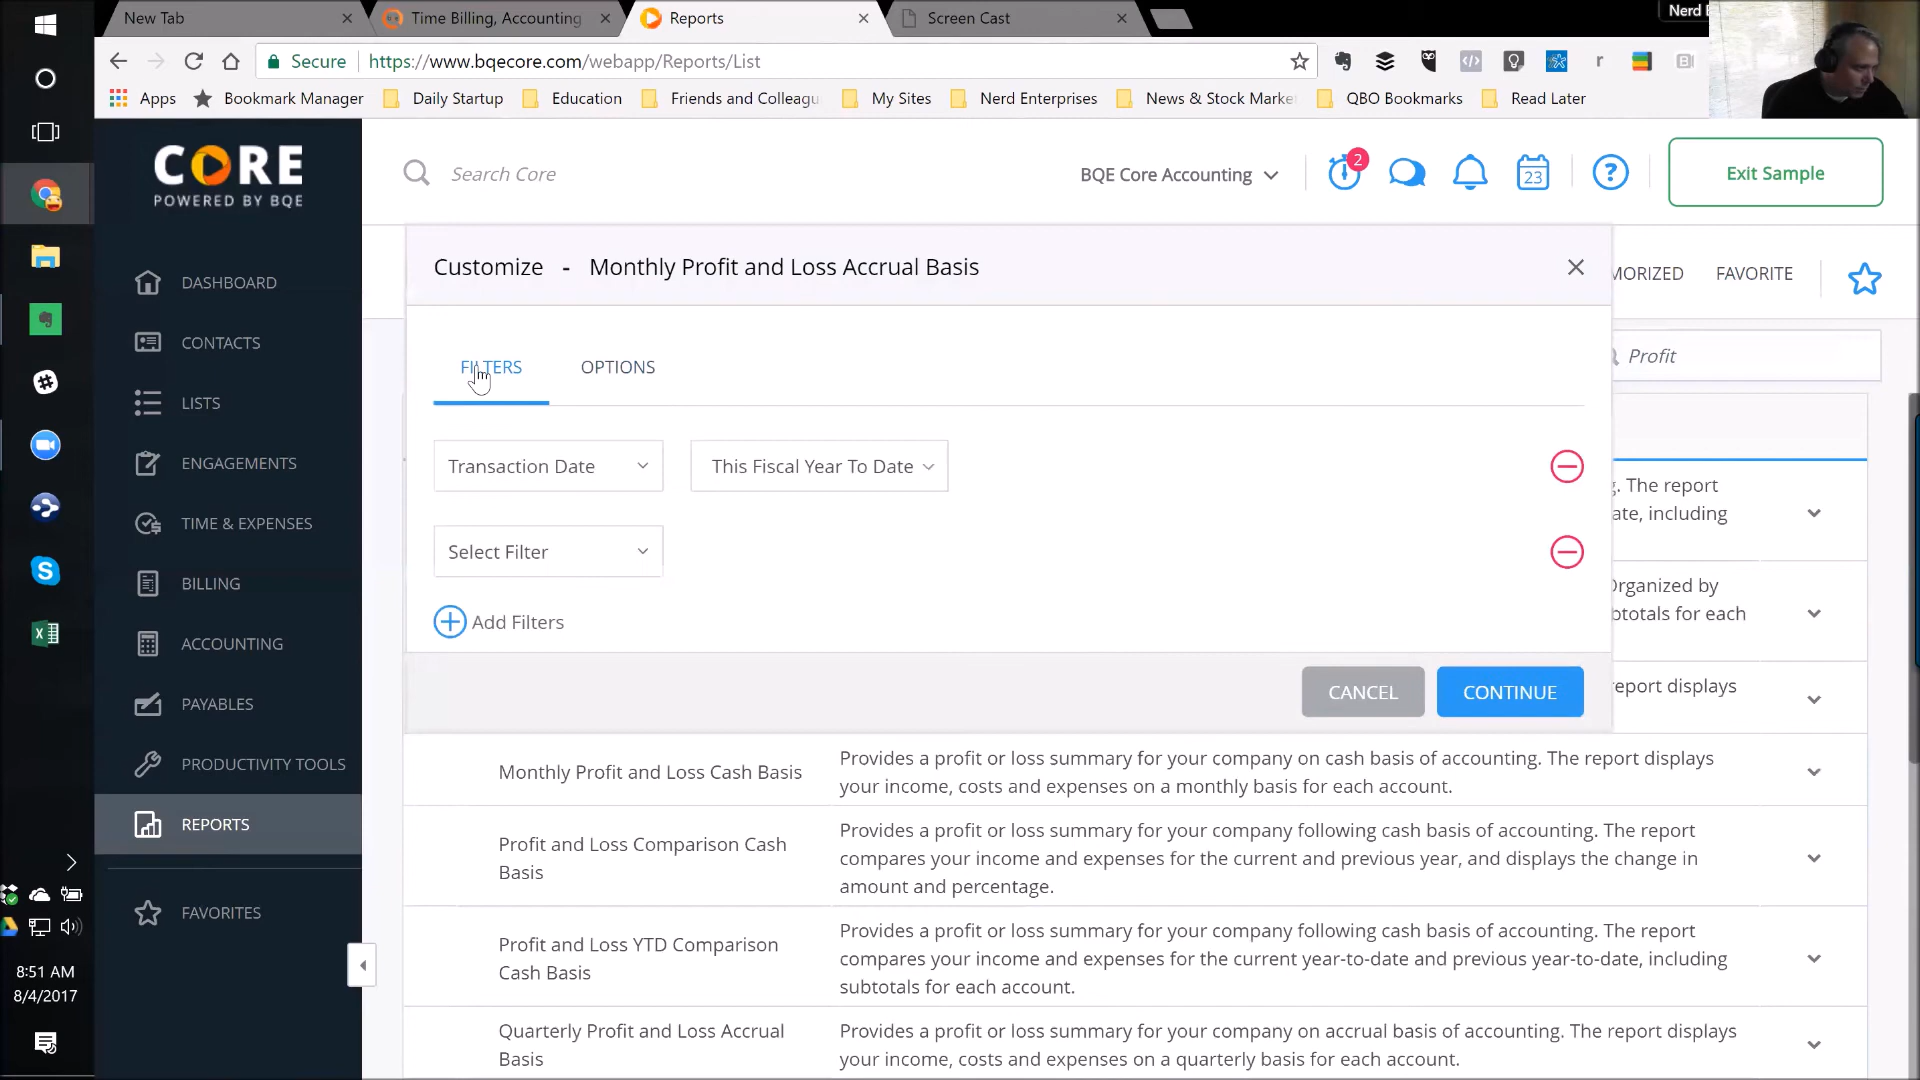 New Tab
Time Billing, Accounting
Reports
Screen Cast
Nerd
Secure
https://www.bqecore.com/webapp/Reports/List
Apps
Bookmark Manager
Daily Startup
Education
Friends and Colleagu
My Sites
Nerd Enterprises
News & Stock Marke
QBO Bookmarks
Read Later
CORE
POWERED BY BQE
Search Core
BQE Core Accounting
2
23
?
Exit Sample
DASHBOARD
CONTACTS
LISTS
ENGAGEMENTS
TIME & EXPENSES
BILLING
ACCOUNTING
PAYABLES
PRODUCTIVITY TOOLS
REPORTS
FAVORITES
8:51 AM
8/4/2017
Customize - Monthly Profit and Loss Accrual Basis
MORIZED
FAVORITE
FILTERS
OPTIONS
Profit
Transaction Date
This Fiscal Year To Date
Select Filter
Add Filters
CANCEL
CONTINUE
g. The report
ate, including
Organized by
btotals for each
report displays
Monthly Profit and Loss Cash Basis
Provides a profit or loss summary for your company on cash basis of accounting. The report displays
your income, costs and expenses on a monthly basis for each account.
Profit and Loss Comparison Cash
Basis
Provides a profit or loss summary for your company following cash basis of accounting. The report
compares your income and expenses for the current and previous year, and displays the change in
amount and percentage.
Profit and Loss YTD Comparison
Cash Basis
Provides a profit or loss summary for your company following cash basis of accounting. The report
compares your income and expenses for the current year-to-date and previous year-to-date, including
subtotals for each account.
Quarterly Profit and Loss Accrual
Basis
Provides a profit or loss summary for your company on accrual basis of accounting. The report displays
your income, costs and expenses on a quarterly basis for each account.